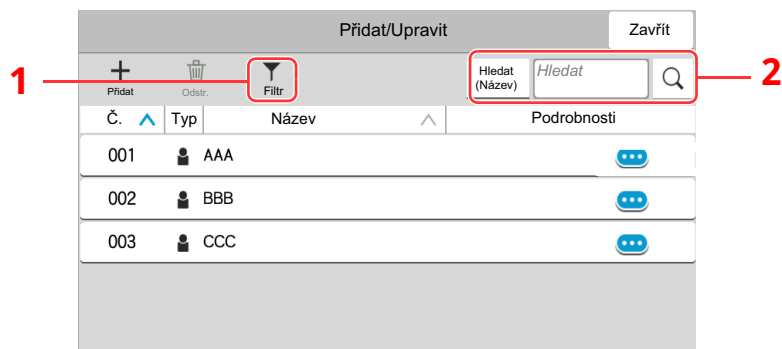 Přidat/Upravit
Zavřít
1
Přidat
Odstr.
Filtr
Hledat
(Název)
Hledat
2
Č. Typ Název Podrobnosti
001 AAA
002 BBB
003 CCC